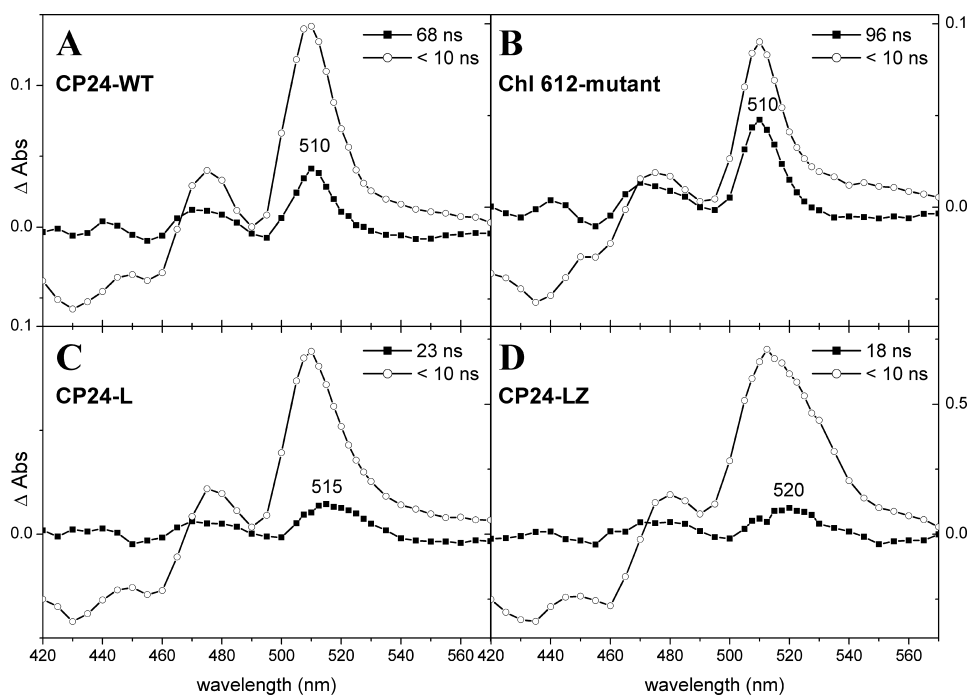 A
CP24-WT
68 ns
< 10 ns
510
0.1
0.0
Δ Abs
B
Chl 612-mutant
96 ns
< 10 ns
510
0.1
0.0
C
CP24-L
23 ns
< 10 ns
515
0.1
0.0
Δ Abs
D
CP24-LZ
18 ns
< 10 ns
520
0.5
0.0
420 440 460 480 500 520 540 560
420 440 460 480 500 520 540 560
wavelength (nm)
wavelength (nm)